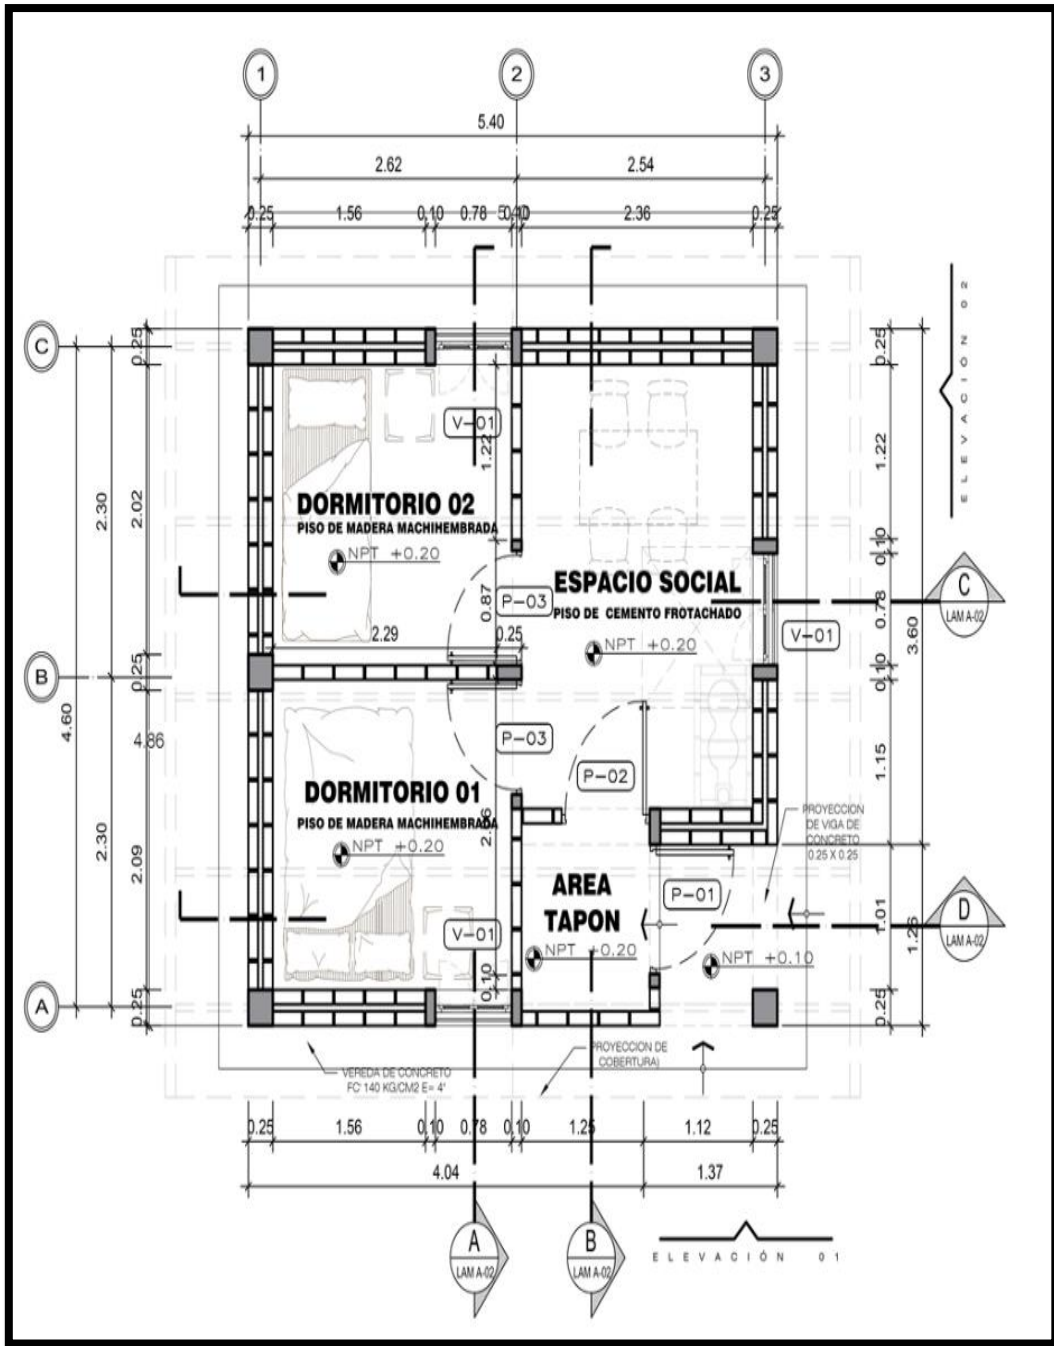 1
2
3
5.40
2.62
2.54
0.25
1.56
0.10
0.78
0.10
2.36
0.25
ELEVACIÓN 02
C
B
A
0.25
2.02
0.25
2.09
0.25
2.30
2.30
4.60
4.86
V-01
1.22
DORMITORIO 02
PISO DE MADERA MACHIHEMBRADA
NPT +0.20
0.87
P-03
2.29
0.25
ESPACIO SOCIAL
PISO DE CEMENTO FROTACHADO
NPT +0.20
V-01
0.25
1.22
0.10
0.78
0.10
1.15
3.60
C
LAM A-02
P-03
P-02
DORMITORIO 01
PISO DE MADERA MACHIHEMBRADA
NPT +0.20
PROYECCION
DE VIGA DE
CONCRETO
0.25 X 0.25
AREA
TAPON
NPT +0.20
P-01
NPT +0.10
V-01
0.10
1.01
1.26
0.25
D
LAM A-02
VEREDA DE CONCRETO
FC' 140 KG/CM2 E= 4'
PROYECCION DE
COBERTURA)
0.25
1.56
0.10
0.78
0.10
1.25
1.12
0.25
4.04
1.37
A
LAM A-02
B
LAM A-02
ELEVACIÓN 01